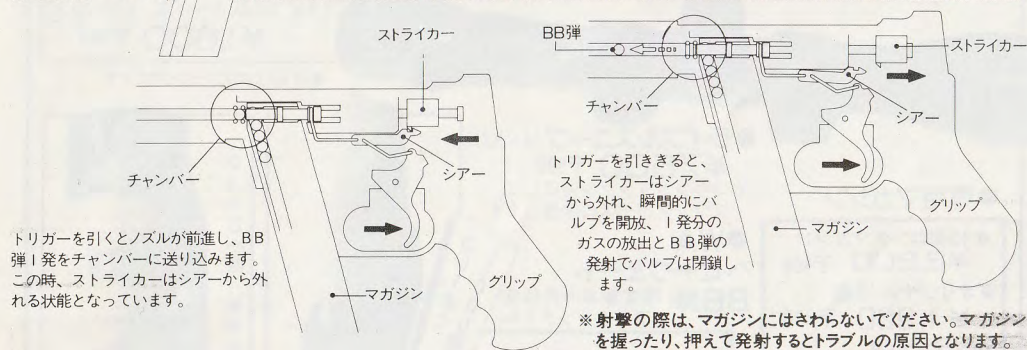 ストライカー
チャンバー
シアー
トリガーを引くとノズルが前進し、BB
弾1発をチャンバーに送り込みます。
この時、ストライカーはシアーから外
れる状態となっています。
マガジン
グリップ
BB弾
ストライカー
チャンバー
シアー
トリガーを引ききると、
ストライカーはシアー
から外れ、瞬間的にバ
ルブを開放、1発分の
ガスの放出とBB弾の
発射でバルブは閉鎖し
ます。
グリップ
マガジン
※射撃の際は、マガジンにはさわらないでください。マガジン
を握ったり、押えて発射するとトラブルの原因となります。